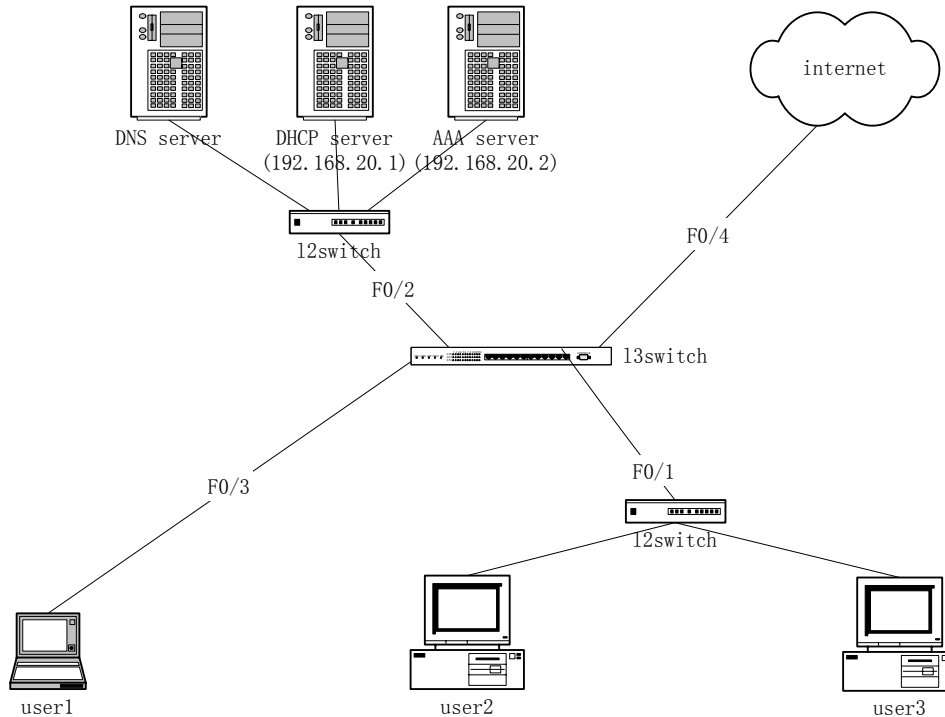 internet
DNS server
DHCP server
(192.168.20.1)
AAA server
(192.168.20.2)
l2switch
F0/4
F0/2
l3switch
F0/3
F0/1
l2switch
user1
user2
user3